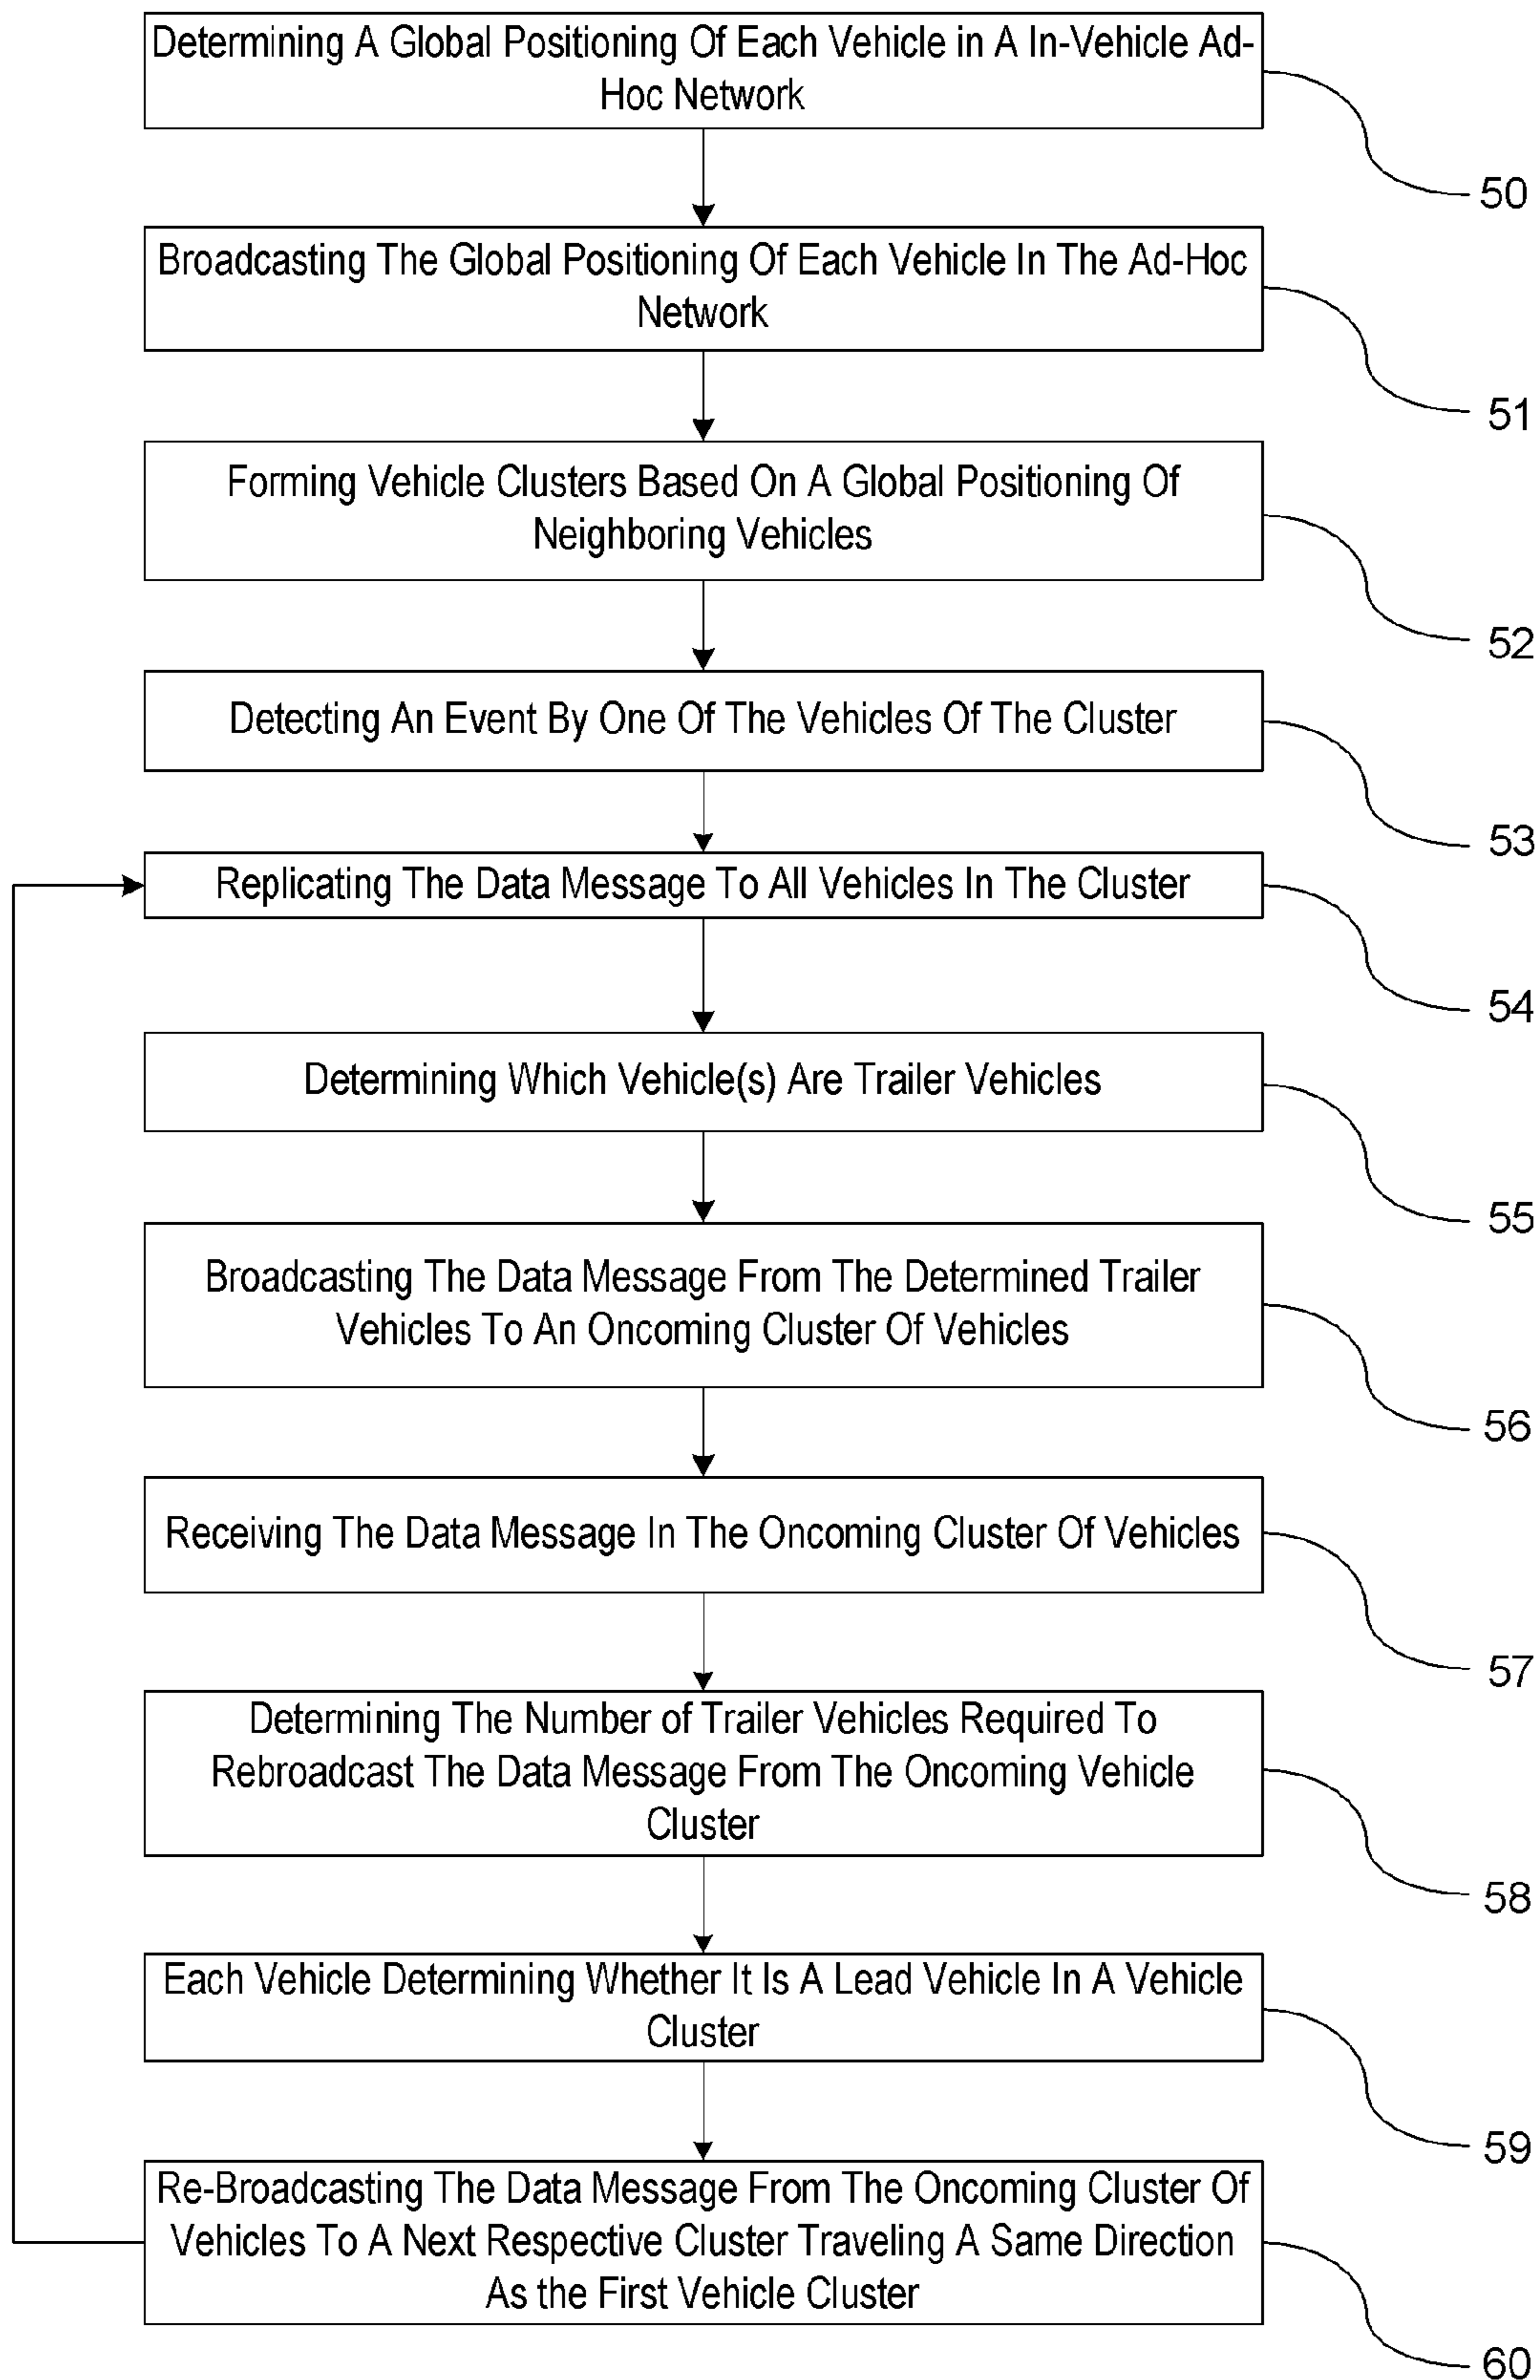 Determining A Global Positioning Of Each Vehicle in A In-Vehicle Ad-
Hoc Network
50
Broadcasting The Global Positioning Of Each Vehicle In The Ad-Hoc
Network
51
Forming Vehicle Clusters Based On A Global Positioning Of
Neighboring Vehicles
52
Detecting An Event By One Of The Vehicles Of The Cluster
53
Replicating The Data Message To All Vehicles In The Cluster
54
Determining Which Vehicle(s) Are Trailer Vehicles
55
Broadcasting The Data Message From The Determined Trailer
Vehicles To An Oncoming Cluster Of Vehicles
56
Receiving The Data Message In The Oncoming Cluster Of Vehicles
57
Determining The Number of Trailer Vehicles Required To
Rebroadcast The Data Message From The Oncoming Vehicle
Cluster
58
Each Vehicle Determining Whether It Is A Lead Vehicle In A Vehicle
Cluster
59
Re-Broadcasting The Data Message From The Oncoming Cluster Of
Vehicles To A Next Respective Cluster Traveling A Same Direction
As the First Vehicle Cluster
60